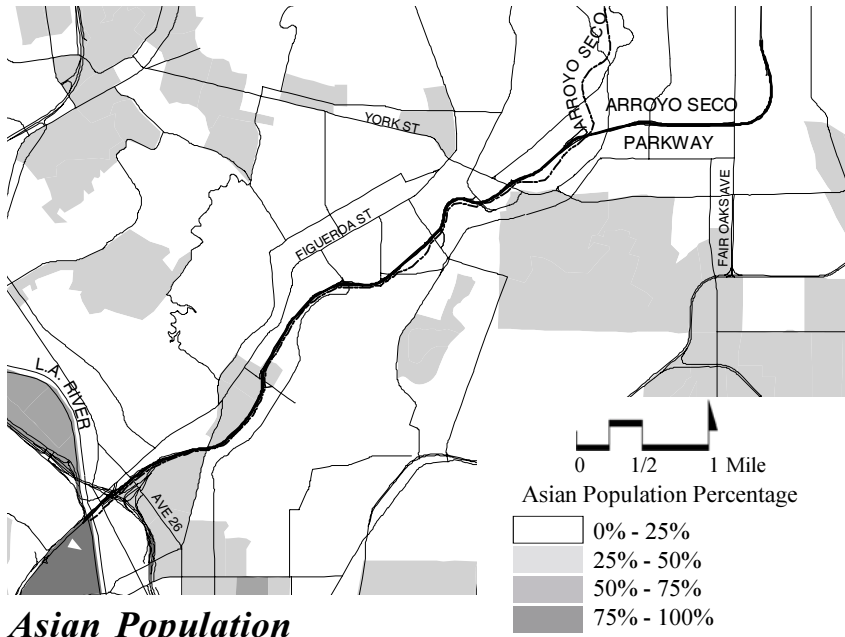 ARROYO SECO
ARROYO SECO
PARKWAY
YORK ST
FIGUEROA ST
FAIR OAKS AVE
L.A. RIVER
AVE 26
0 1/2 1 Mile
Asian Population Percentage
0% - 25%
25% - 50%
50% - 75%
75% - 100%
Asian Population